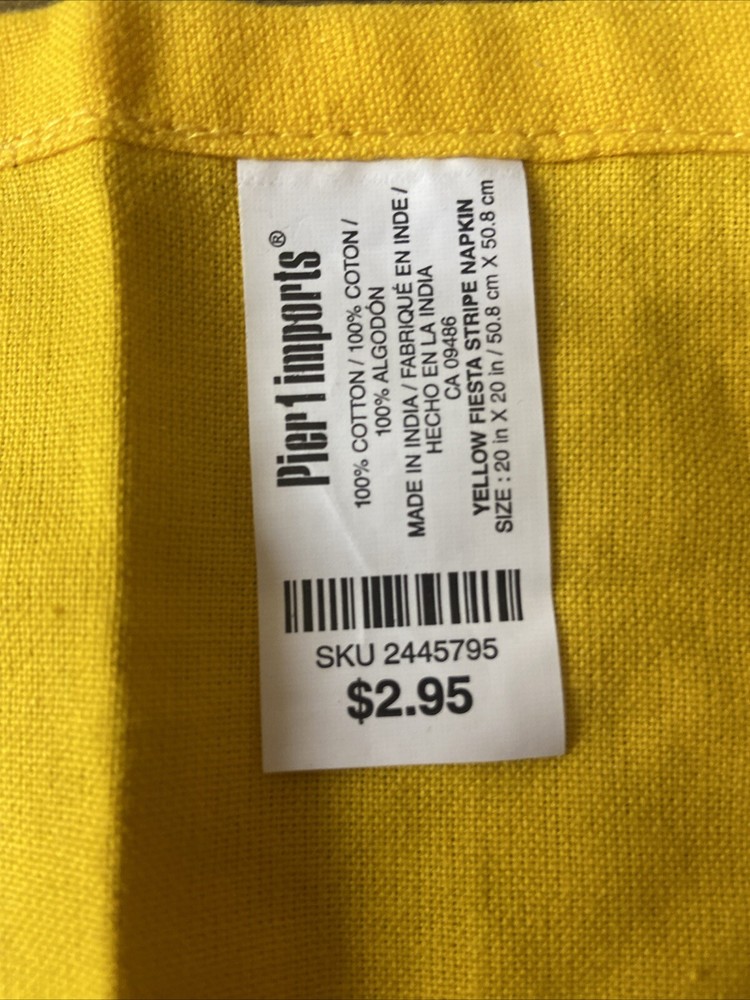 Pier 1 imports®
100% COTTON / 100% COTON /
100% ALGODÓN
MADE IN INDIA / FABRIQUÉ EN INDE /
HECHO EN LA INDIA
CA 09486
YELLOW FIESTA STRIPE NAPKIN
SIZE : 20 in X 20 in / 50.8 cm X 50.8 cm
SKU 2445795
$2.95